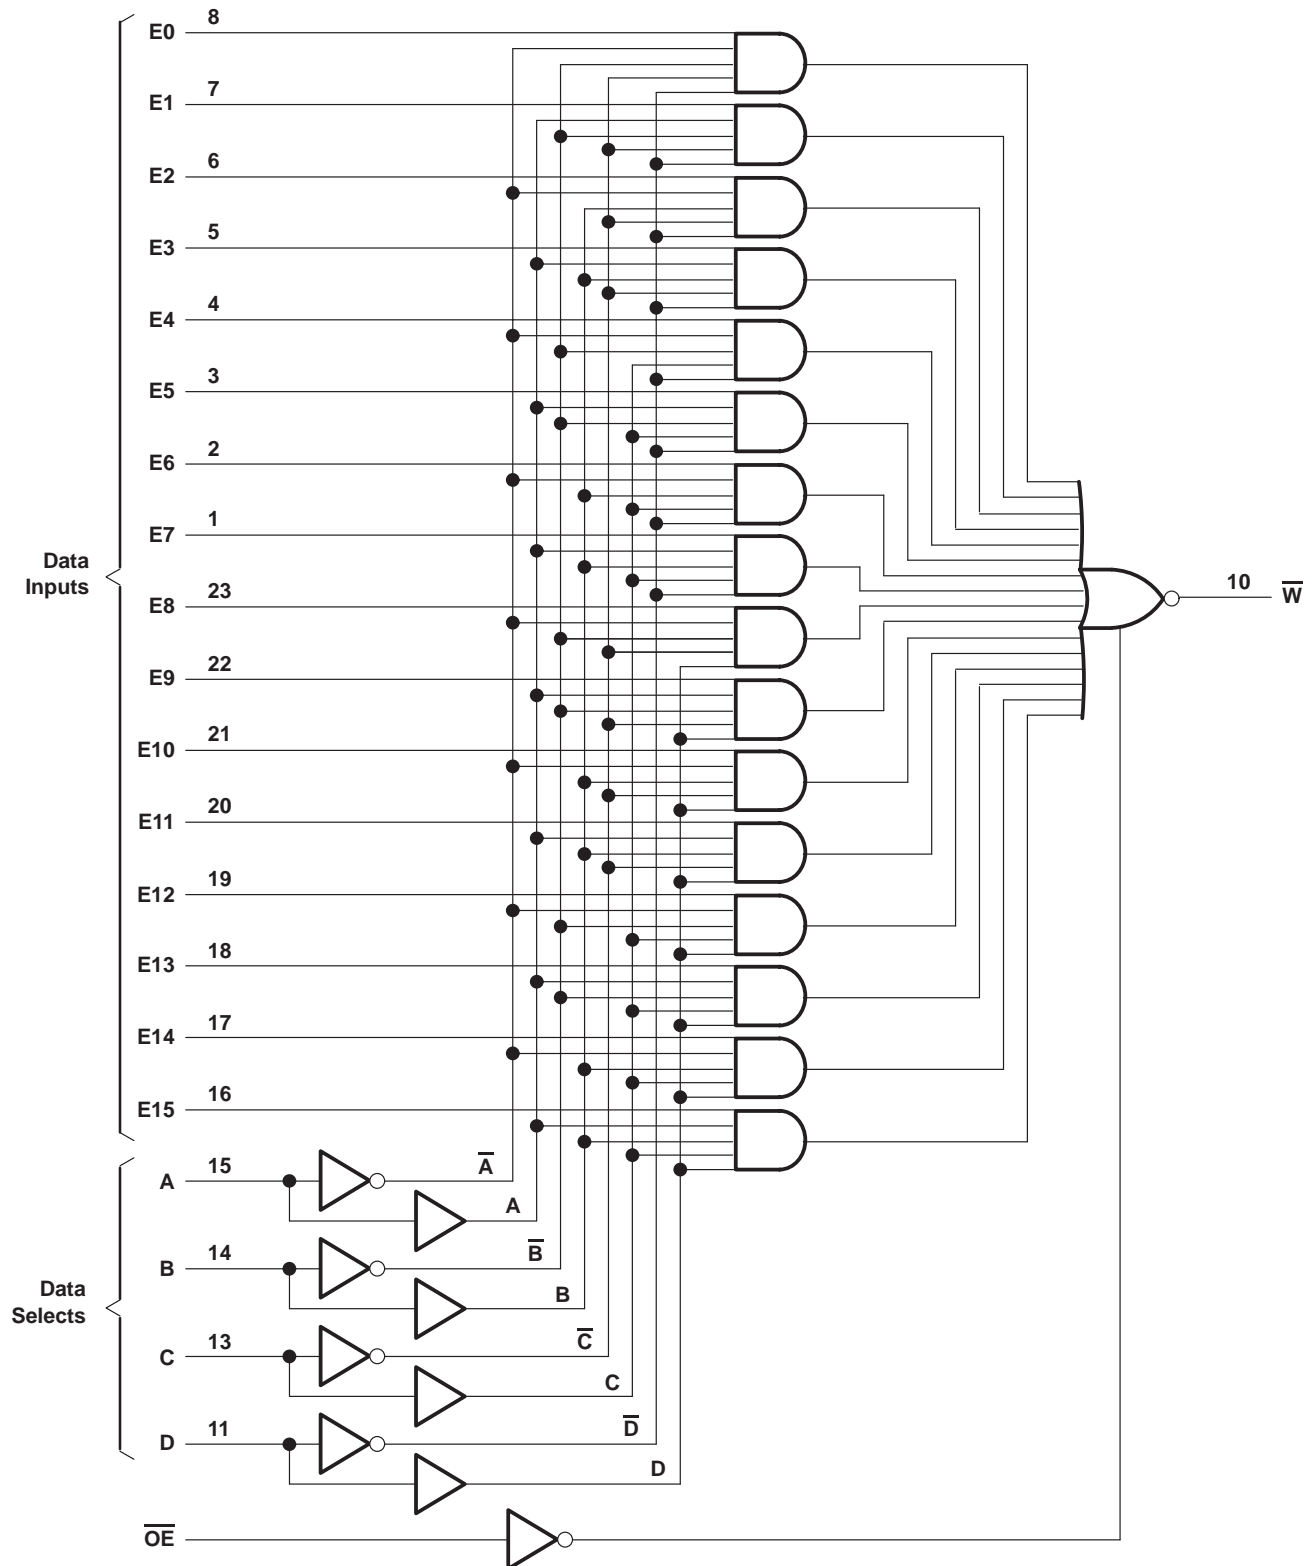 8
E0
7
E1
6
E2
5
E3
4
E4
3
E5
2
E6
1
E7
Data
Inputs
23
E8
10
W̅
22
E9
21
E10
20
E11
19
E12
18
E13
17
E14
16
E15
15
A
A̅
A
14
B
B̅
B
Data
Selects
13
C
C̅
C
11
D
D̅
D
O̅E̅